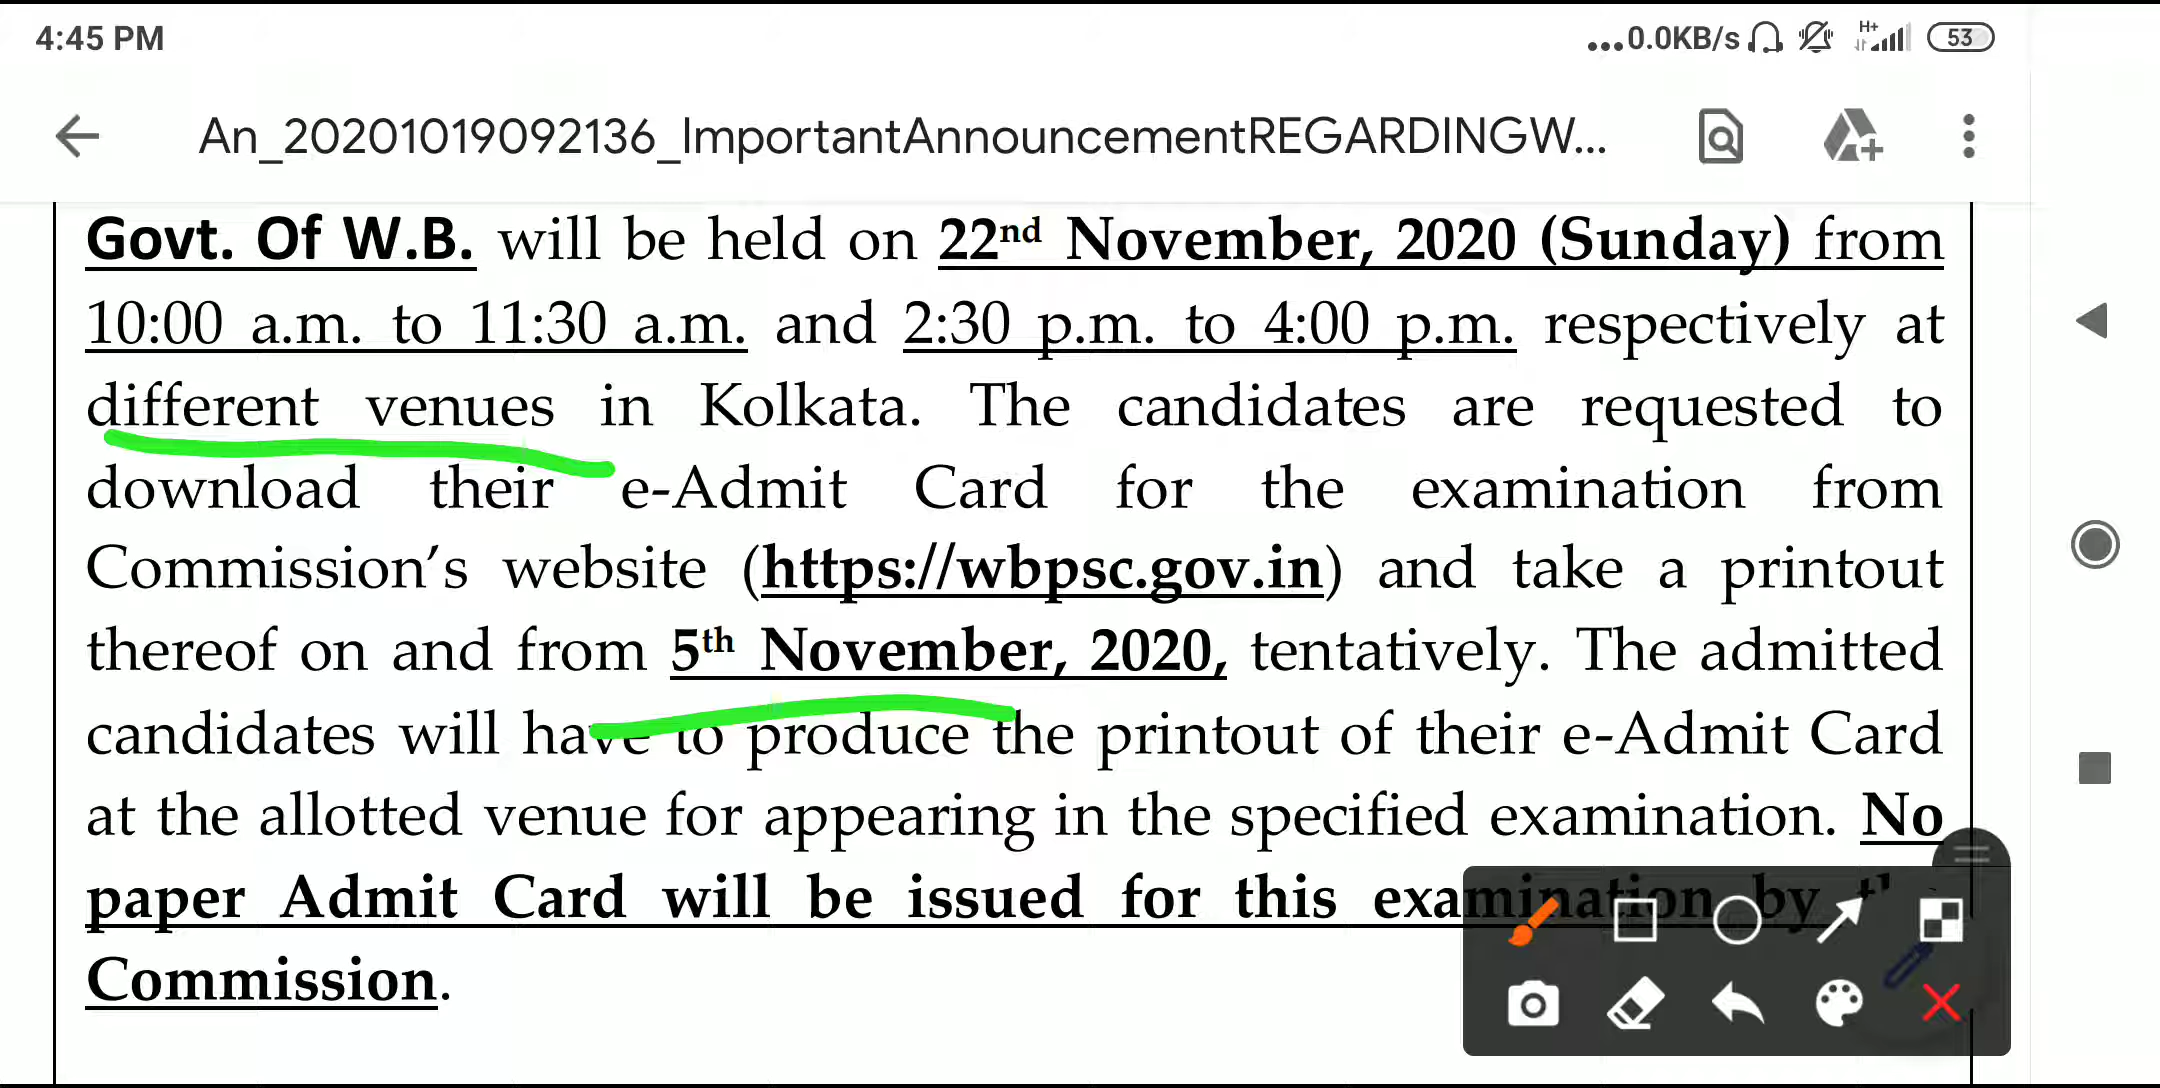 4:45 PM
...0.0KB/s H+ 53
An_20201019092136_ImportantAnnouncementREGARDINGW...
Govt. Of W.B. will be held on 22nd November, 2020 (Sunday) from
10:00 a.m. to 11:30 a.m. and 2:30 p.m. to 4:00 p.m. respectively at
different venues in Kolkata. The candidates are requested to
download their e-Admit Card for the examination from
Commission’s website (https://wbpsc.gov.in) and take a printout
thereof on and from 5th November, 2020, tentatively. The admitted
candidates will have to produce the printout of their e-Admit Card
at the allotted venue for appearing in the specified examination. No
paper Admit Card will be issued for this examination by
Commission.